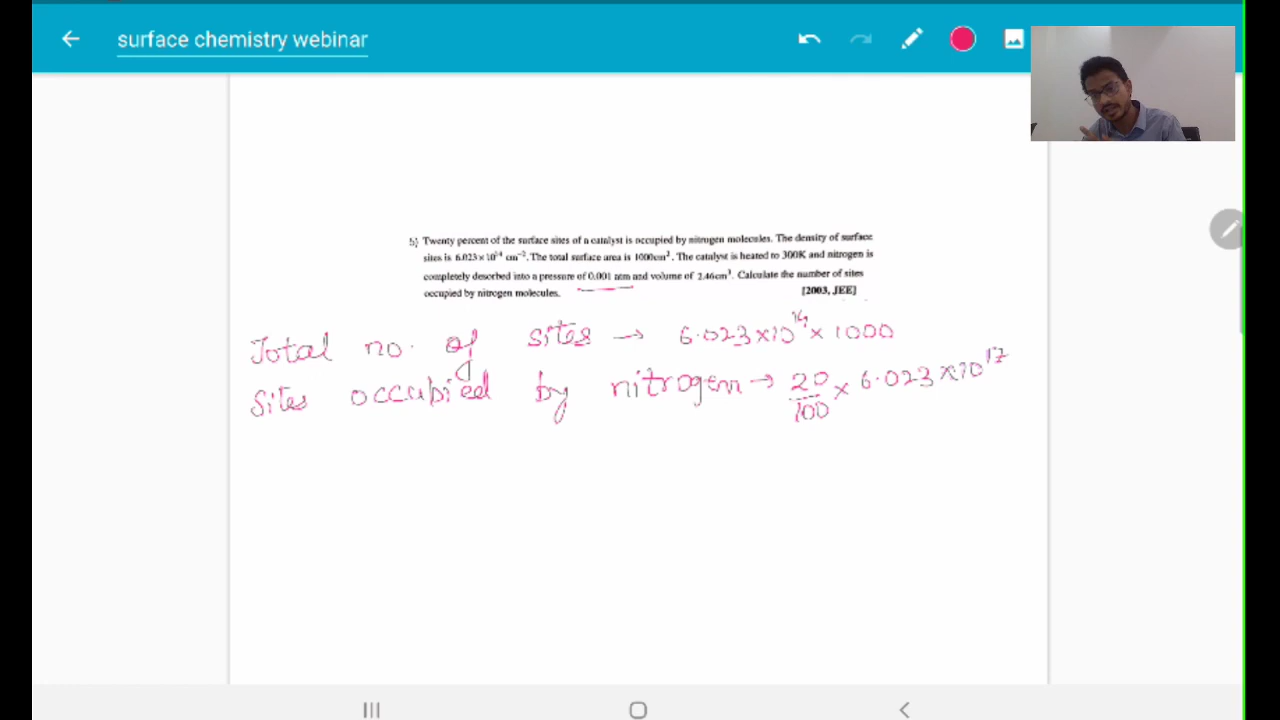 surface chemistry webinar
5) Twenty percent of the surface sites of a catalyst is occupied by nitrogen molecules. The density of surface
sites is 6.023×10¹⁴ cm⁻². The total surface area is 1000cm². The catalyst is heated to 300K and nitrogen is
completely desorbed into a pressure of 0.001 atm and volume of 2.46cm³. Calculate the number of sites
occupied by nitrogen molecules. [2003, JEE]
Total no. of sites → 6.023×10¹⁴ × 1000
Sites occupied by nitrogen → 20/100 × 6.023×10¹⁷